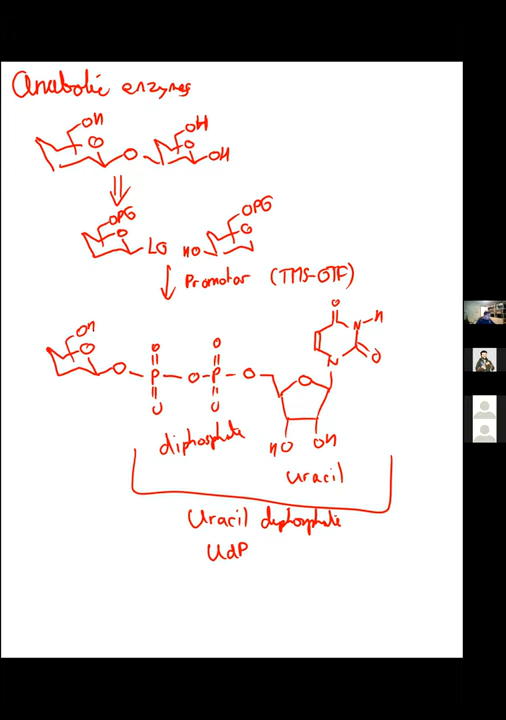 Anabolic enzymes
OH
O
O
OH
O
OH
OPG
O
LG
HO
OPG
O
Promotor (TMS-OTF)
OH
O
O
O
P
O
O
O
P
O
O
O
O
N
H
O
N
HO
OH
diphosphate
Uracil
Uracil diphosphate
UdP